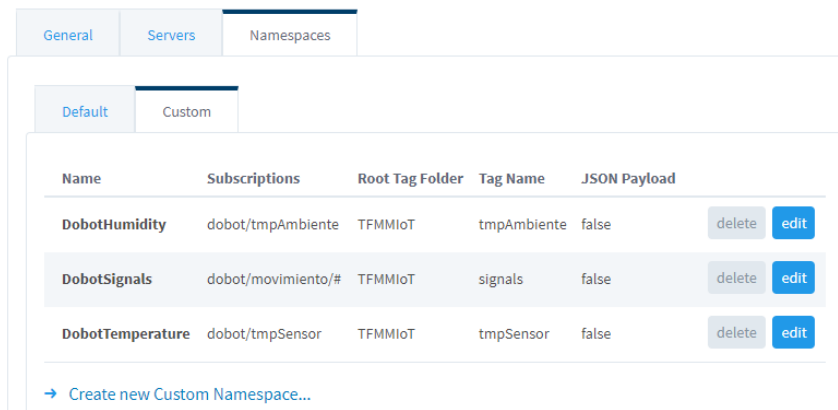 General Servers Namespaces
Default Custom
Name Subscriptions Root Tag Folder Tag Name JSON Payload
DobotHumidity dobot/tmpAmbiente TFMMIoT tmpAmbiente false delete edit
DobotSignals dobot/movimiento/# TFMMIoT signals false delete edit
DobotTemperature dobot/tmpSensor TFMMIoT tmpSensor false delete edit
→ Create new Custom Namespace...